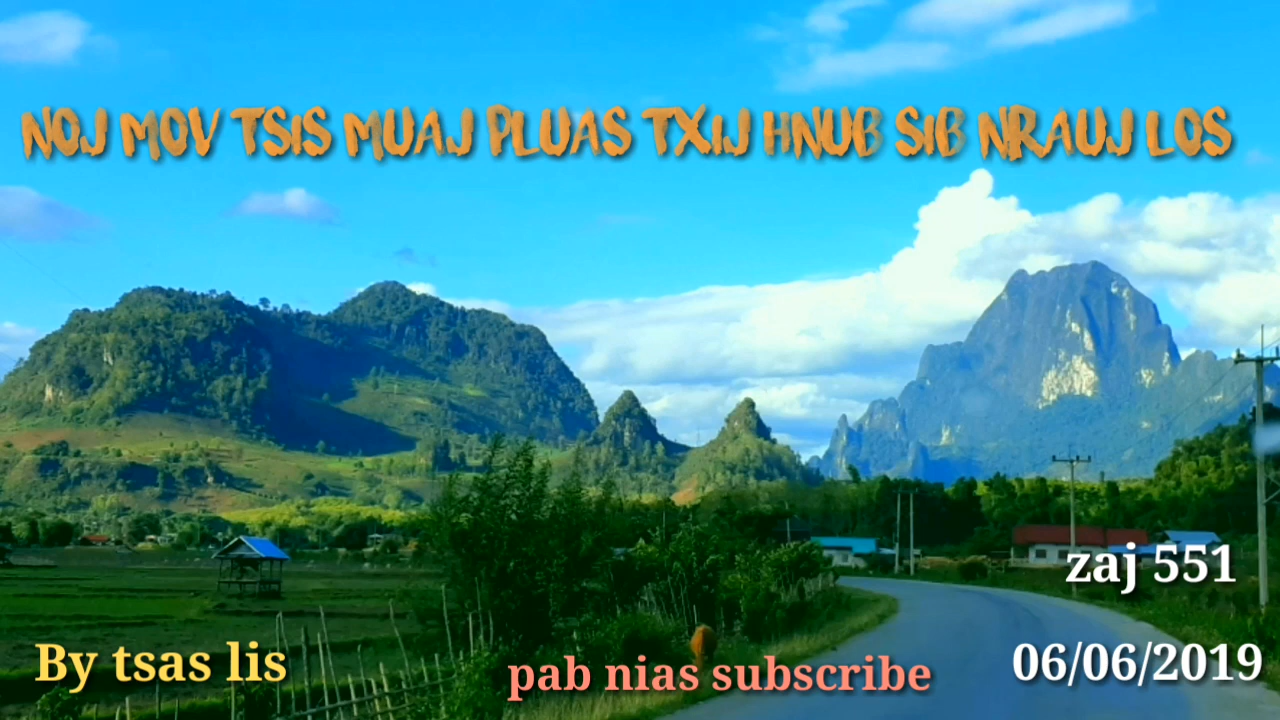 NOJ MOV TSIS MUAJ PLUAS TXIJ HNUB SIB NRAUJ LOS
zaj 551
By tsas lis
pab nias subscribe
06/06/2019